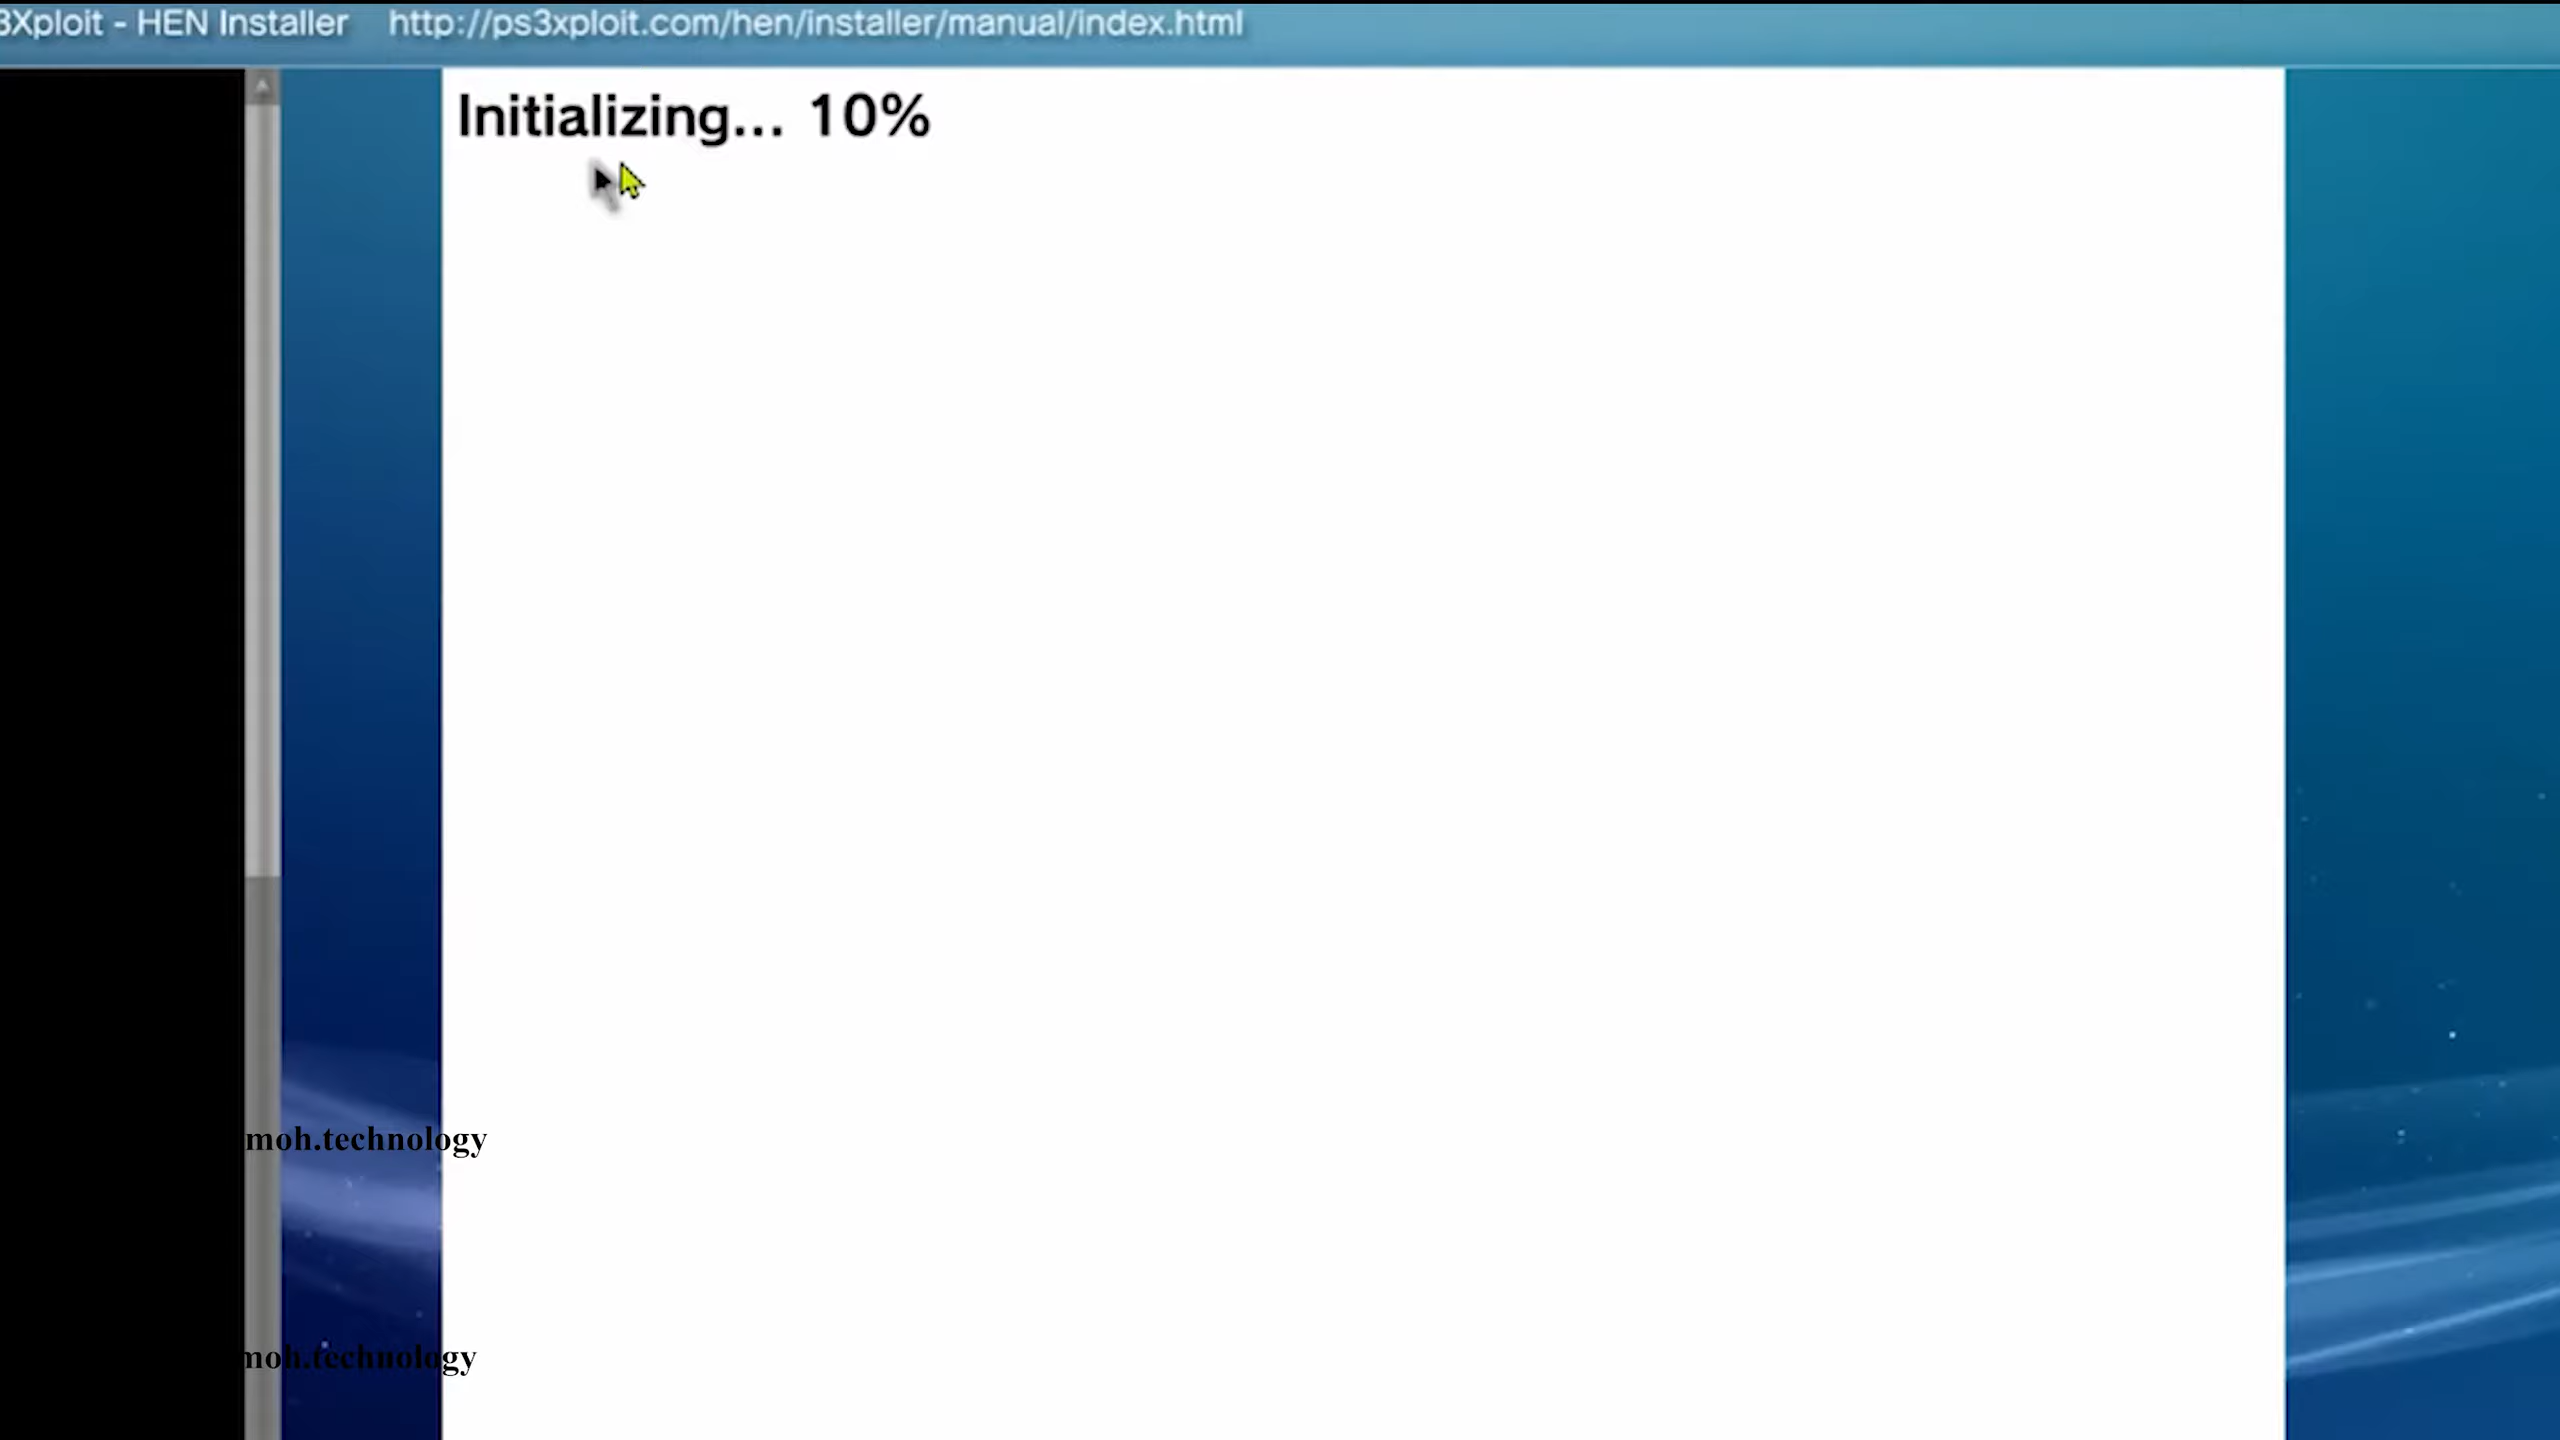 3Xploit - HEN Installer http://ps3xploit.com/hen/installer/manual/index.html
Initializing... 10%
moh.technology
moh.technology